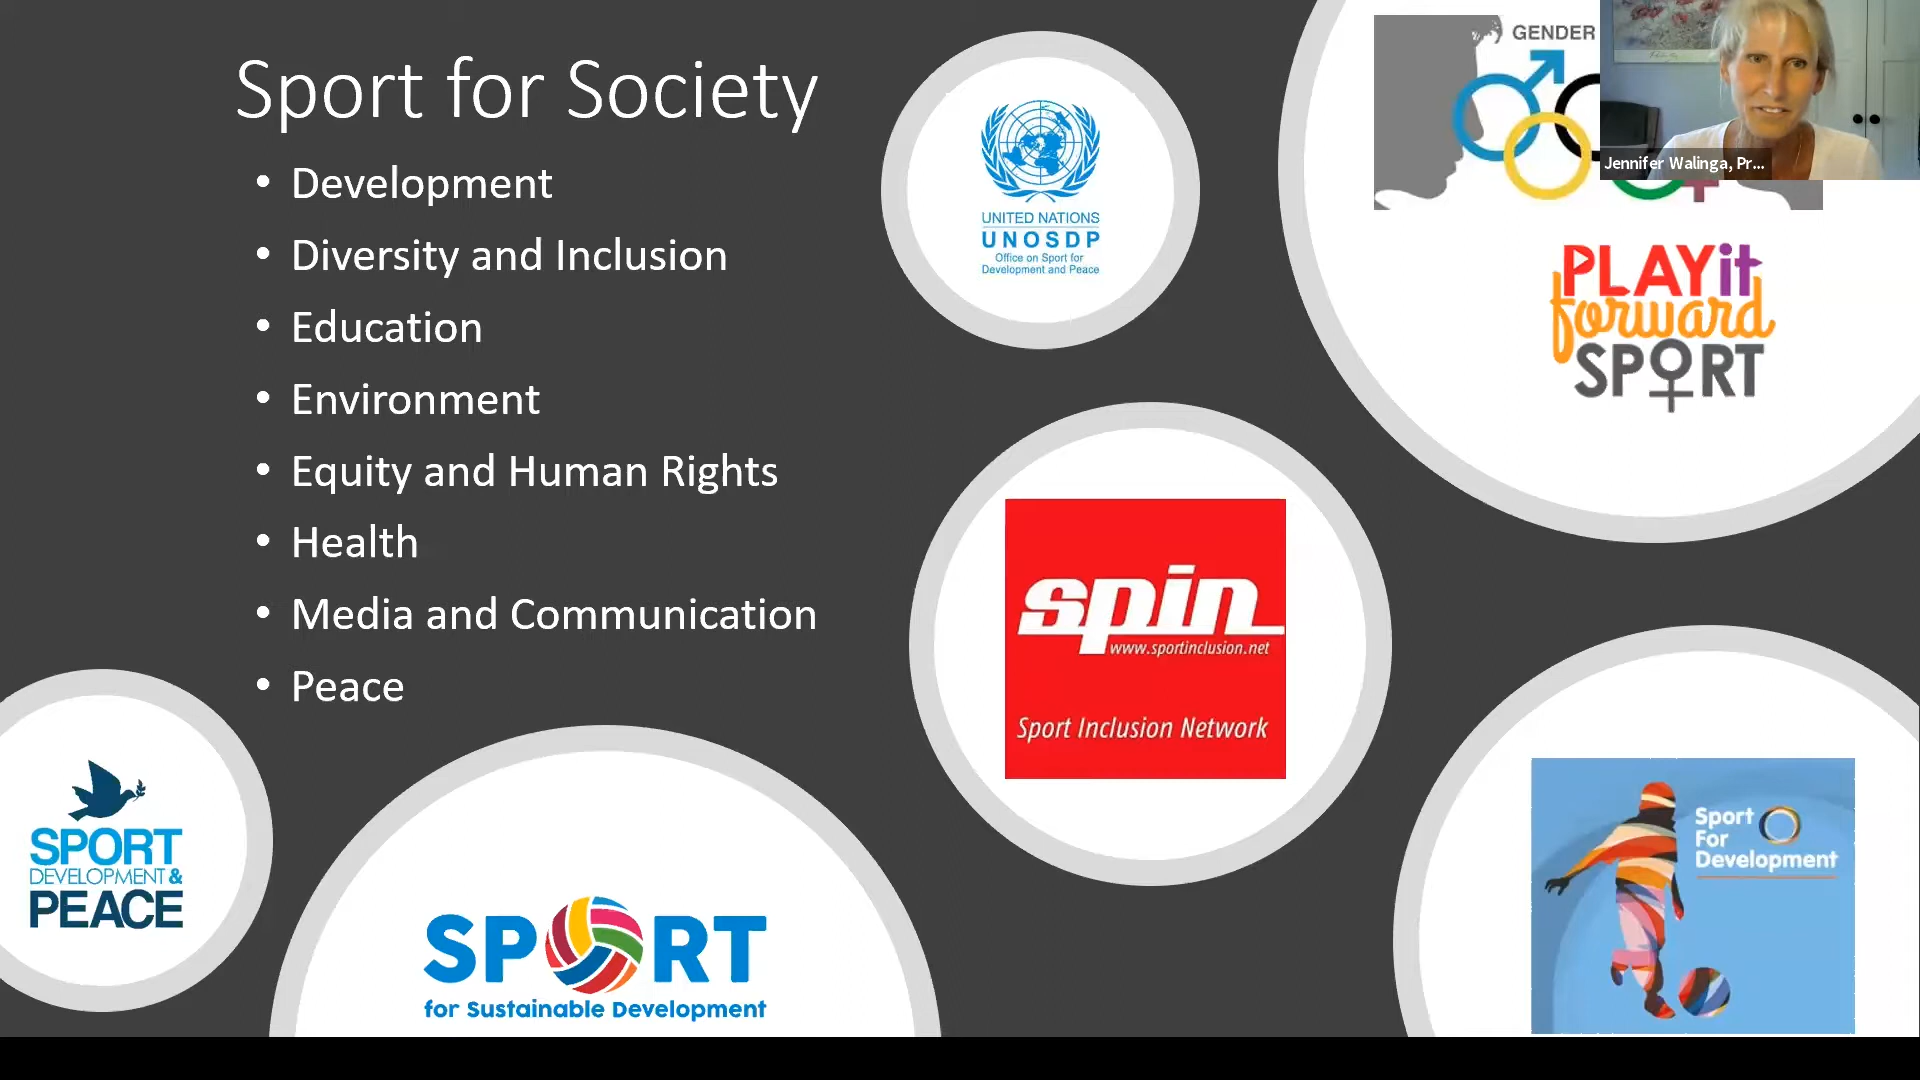 Sport for Society
• Development
• Diversity and Inclusion
• Education
• Environment
• Equity and Human Rights
• Health
• Media and Communication
• Peace
UNITED NATIONS
UNOSDP
Office on Sport for
Development and Peace
GENDER
Jennifer Walinga, Pr...
PLAYit
forward
SPORT
spin
www.sportinclusion.net
Sport Inclusion Network
SPORT
DEVELOPMENT &
PEACE
SPORT
for Sustainable Development
Sport
For
Development